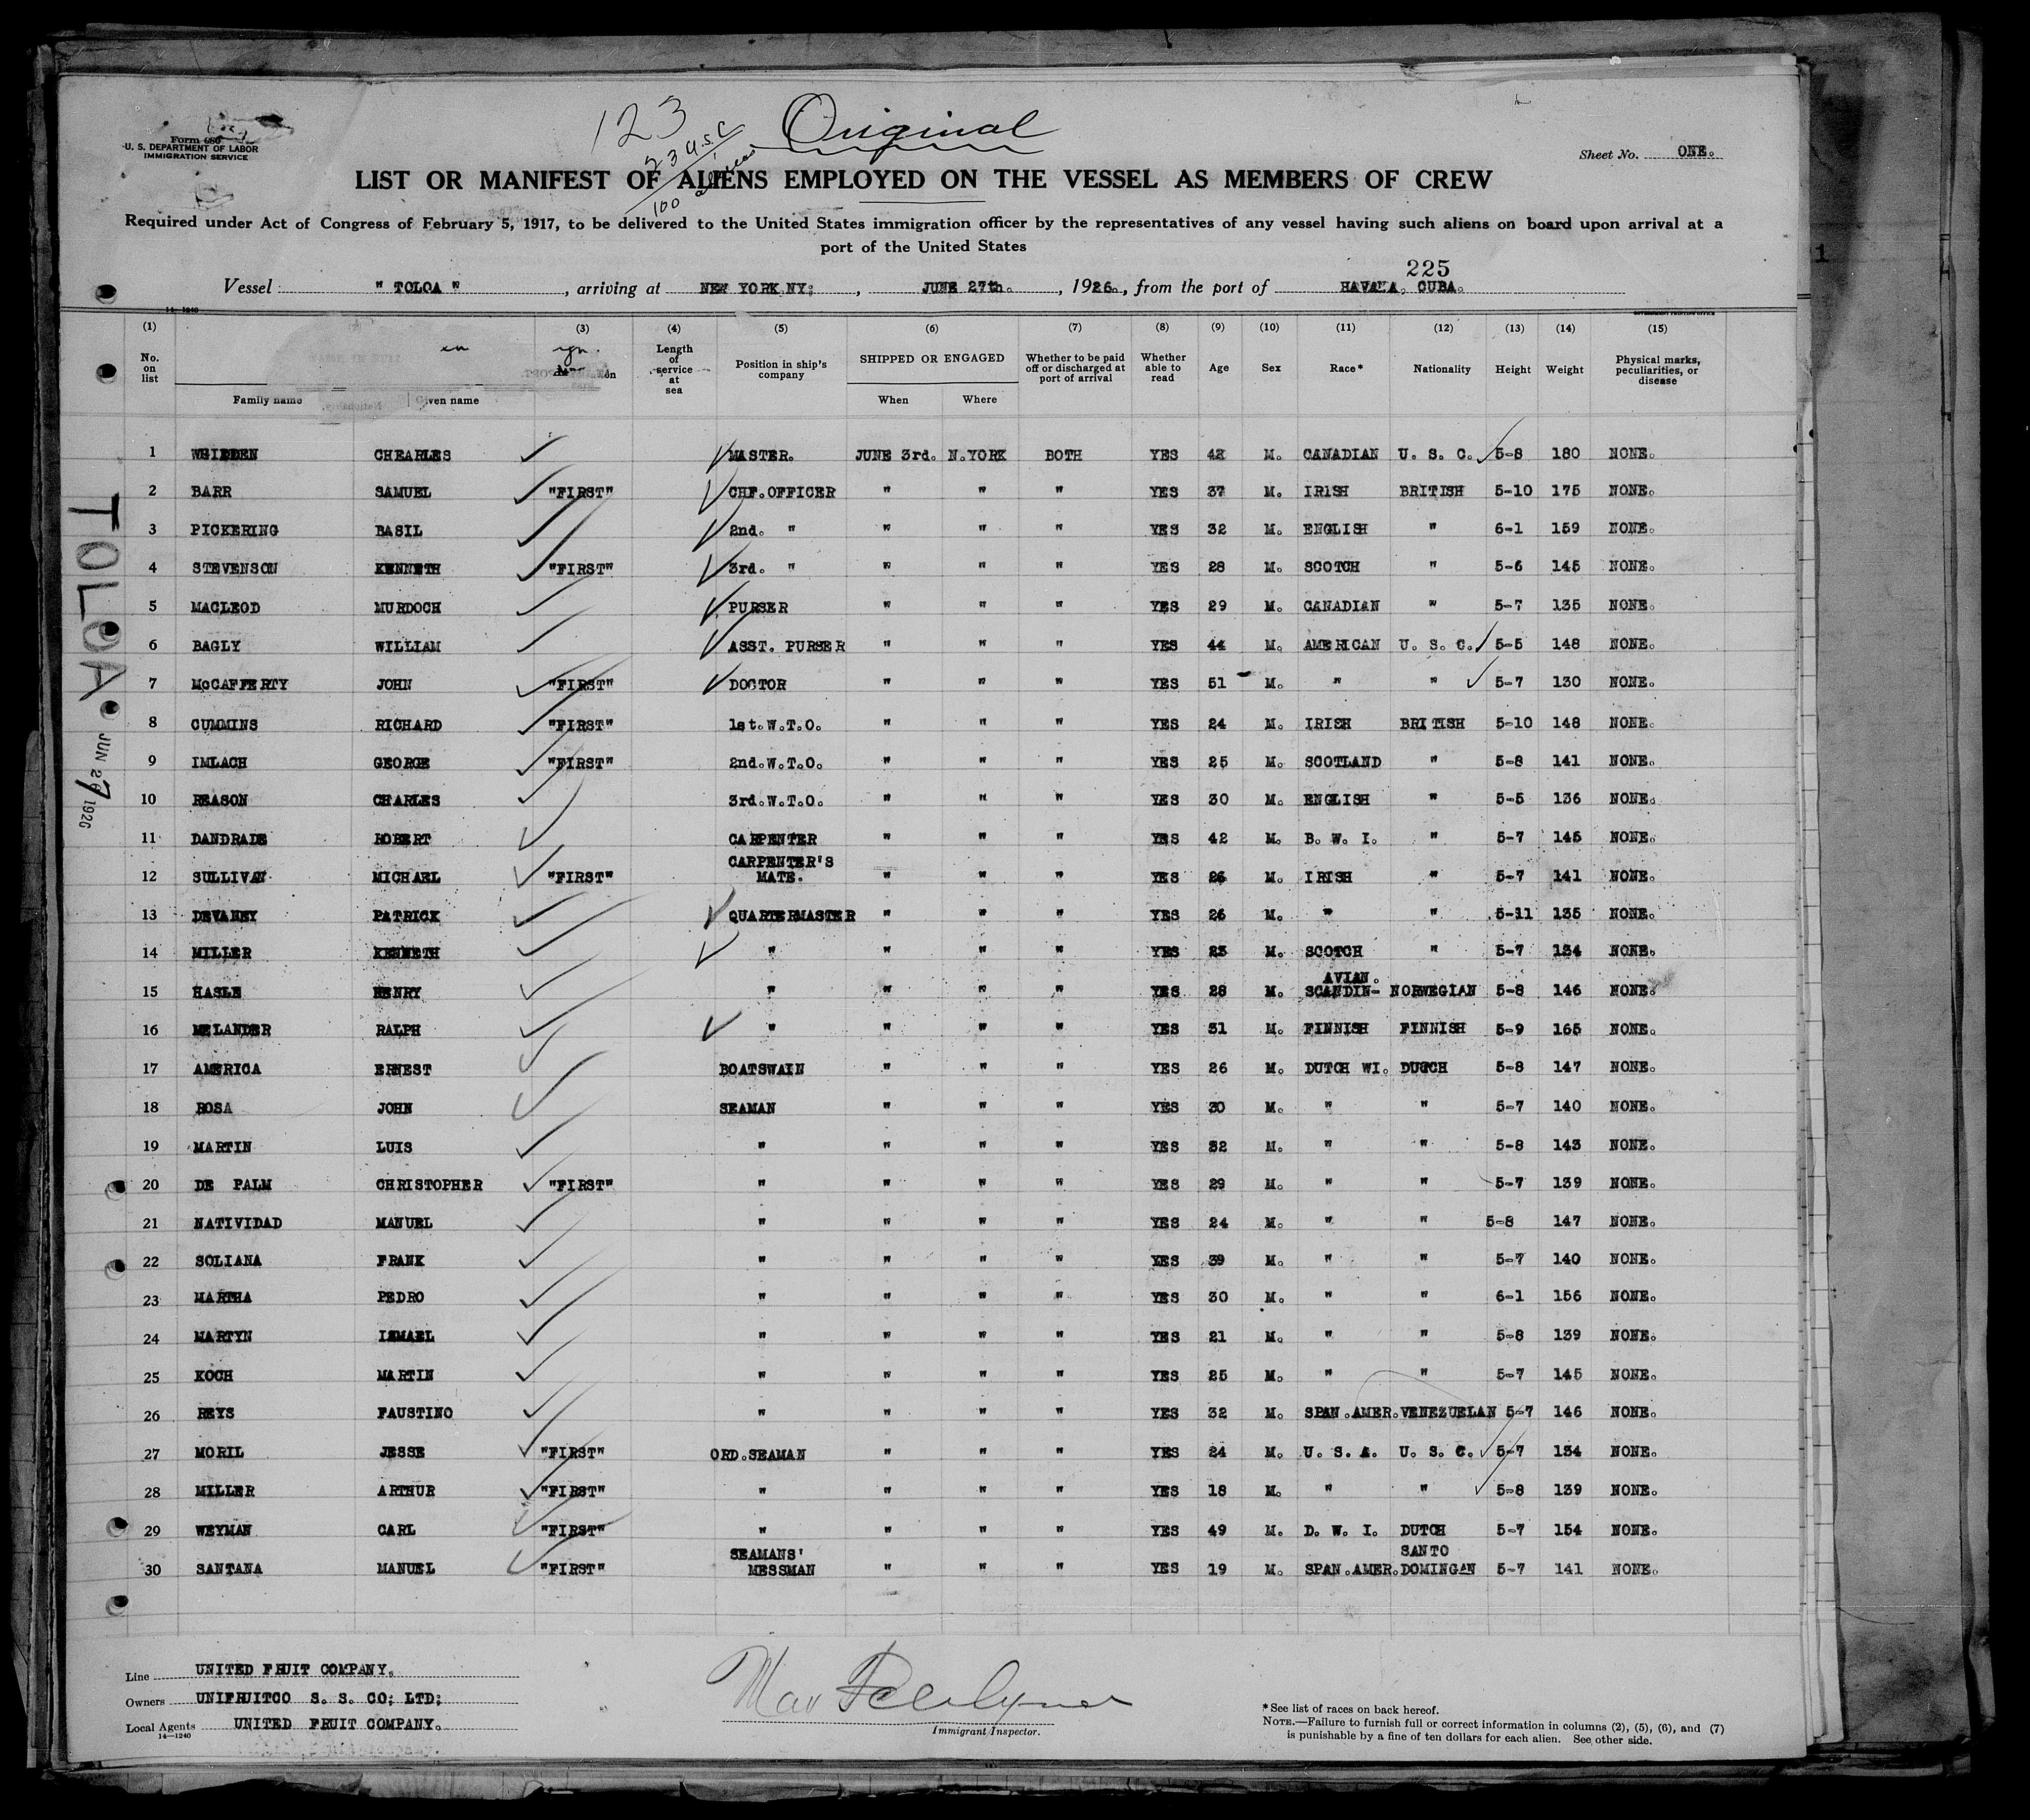 123 Original
23 U.S.C
100 aliens
Form 680
U. S. DEPARTMENT OF LABOR
IMMIGRATION SERVICE
Sheet No. ONE.
LIST OR MANIFEST OF ALIENS EMPLOYED ON THE VESSEL AS MEMBERS OF CREW
Required under Act of Congress of February 5, 1917, to be delivered to the United States immigration officer by the representatives of any vessel having such aliens on board upon arrival at a
port of the United States
225
Vessel " TOLOA ", arriving at NEW YORK NY;, JUNE 27th., 1926., from the port of HAVANA. CUBA.
14-1240
(1) (3) (4) (5) (6) (7) (8) (9) (10) (11) (12) (13) (14) (15)
No. on list Family name Given name Length of service at sea Position in ship's company SHIPPED OR ENGAGED When Where Whether to be paid off or discharged at port of arrival Whether able to read Age Sex Race* Nationality Height Weight Physical marks, peculiarities, or disease
1 WHIDDEN CHEARLES MASTER. JUNE 3rd. N.YORK BOTH YES M. CANADIAN U. S. C. 5-8 180 NONE.
2 BARR SAMUEL "FIRST" CHF.OFFICER " " " YES 37 M. IRISH BRITISH 5-10 175 NONE.
3 PICKERING BASIL 2nd. " " " " YES 32 M. ENGLISH " 6-1 159 NONE.
4 STEVENSON KENNETH "FIRST" 3rd. " " " " YES 28 M. SCOTCH " 5-6 145 NONE.
5 MACLEOD MURDOCH PURSER " " " YES 29 M. CANADIAN " 5-7 135 NONE.
6 BAGLY WILLIAM ASST. PURSER " " " YES 44 M. AMERICAN U. S. C. 5-5 148 NONE.
7 McCAFFERTY JOHN "FIRST" DOCTOR " " " YES 51 M. " " 5-7 130 NONE.
8 CUMMINS RICHARD "FIRST" 1st.W.T.O. " " " YES 24 M. IRISH BRITISH 5-10 148 NONE.
9 IMLACH GEORGE "FIRST" 2nd.W.T.O. " " " YES 25 M. SCOTLAND " 5-8 141 NONE.
10 REASON CHARLES 3rd.W.T.O. " " " YES 30 M. ENGLISH " 5-5 136 NONE.
11 DANDRADE ROBERT CARPENTER " " " YES 42 M. B. W. I. " 5-7 145 NONE.
12 SULLIVAN MICHAEL "FIRST" CARPENTER'S MATE. " " " YES 26 M. IRISH " 5-7 141 NONE.
13 DEVANEY PATRICK QUARTERMASTER " " " YES 26 M. " " 5-11 135 NONE.
14 MILLER KENNETH " " " " YES 23 M. SCOTCH " 5-7 134 NONE.
15 HASLE HENRY " " " " YES 28 M. SCANDIN-AVIAN. NORWEGIAN 5-8 146 NONE.
16 MELANDER RALPH " " " " YES 31 M. FINNISH FINNISH 5-9 165 NONE.
17 AMERICA ERNEST BOATSWAIN " " " YES 26 M. DUTCH WI. DUTCH 5-8 147 NONE.
18 ROSA JOHN SEAMAN " " " YES 30 M. " " 5-7 140 NONE.
19 MARTIN LUIS " " " " YES 32 M. " " 5-8 143 NONE.
20 DE PALM CHRISTOPHER "FIRST" " " " " YES 29 M. " " 5-7 139 NONE.
21 NATIVIDAD MANUEL " " " " YES 24 M. " " 5-8 147 NONE.
22 SOLIANA FRANK " " " " YES 39 M. " " 5-7 140 NONE.
23 MARTHA PEDRO " " " " YES 30 M. " " 6-1 156 NONE.
24 MARTYN ISMAEL " " " " YES 21 M. " " 5-8 139 NONE.
25 KOCH MARTIN " " " " YES 25 M. " " 5-7 145 NONE.
26 REYS FAUSTINO " " " " YES 32 M. SPAN.AMER. VENEZUELAN 5-7 146 NONE.
27 MORIL JESSE "FIRST" ORD.SEAMAN " " " YES 24 M. U. S. A. U. S. C. 5-7 134 NONE.
28 MILLER ARTHUR "FIRST" " " " " YES 18 M. " " 5-8 139 NONE.
29 WEYMAN CARL "FIRST" " " " " YES 49 M. D. W. I. DUTCH 5-7 154 NONE.
30 SANTANA MANUEL "FIRST" SEAMANS' MESSMAN " " " YES 19 M. SPAN.AMER. SANTO DOMINGAN 5-7 141 NONE.
TOLOA
JUN 27 1926
Line UNITED FRUIT COMPANY.
Owners UNIFRUITCO S. S. CO; LTD;
Local Agents UNITED FRUIT COMPANY.
14—1240
Immigrant Inspector.
* See list of races on back hereof.
NOTE.—Failure to furnish full or correct information in columns (2), (5), (6), and (7)
is punishable by a fine of ten dollars for each alien. See other side.